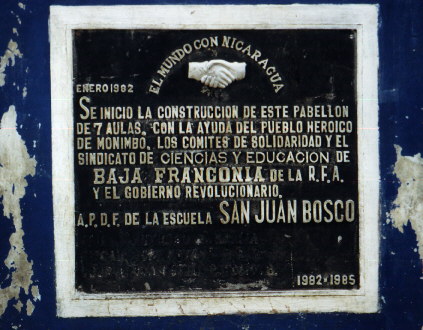 EL MUNDO CON NICARAGUA
ENERO 1982
SE INICIO LA CONSTRUCCION DE ESTE PABELLON
DE 7 AULAS, CON LA AYUDA DEL PUEBLO HEROICO
DE MONIMBO, LOS COMITES DE SOLIDARIDAD Y EL
SINDICATO DE CIENCIAS Y EDUCACION DE
BAJA FRANCONIA DE LA R.F.A.
Y EL GOBIERNO REVOLUCIONARIO.
A.P.D.F. DE LA ESCUELA SAN JUAN BOSCO
1982-1985